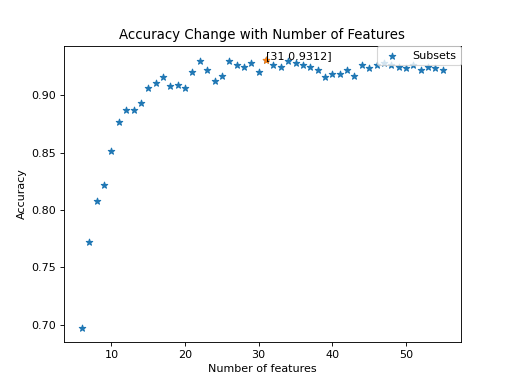 Accuracy Change with Number of Features
[31,0.9312]
Subsets
0.90
0.85
0.80
0.75
0.70
Accuracy
10 20 30 40 50
Number of features